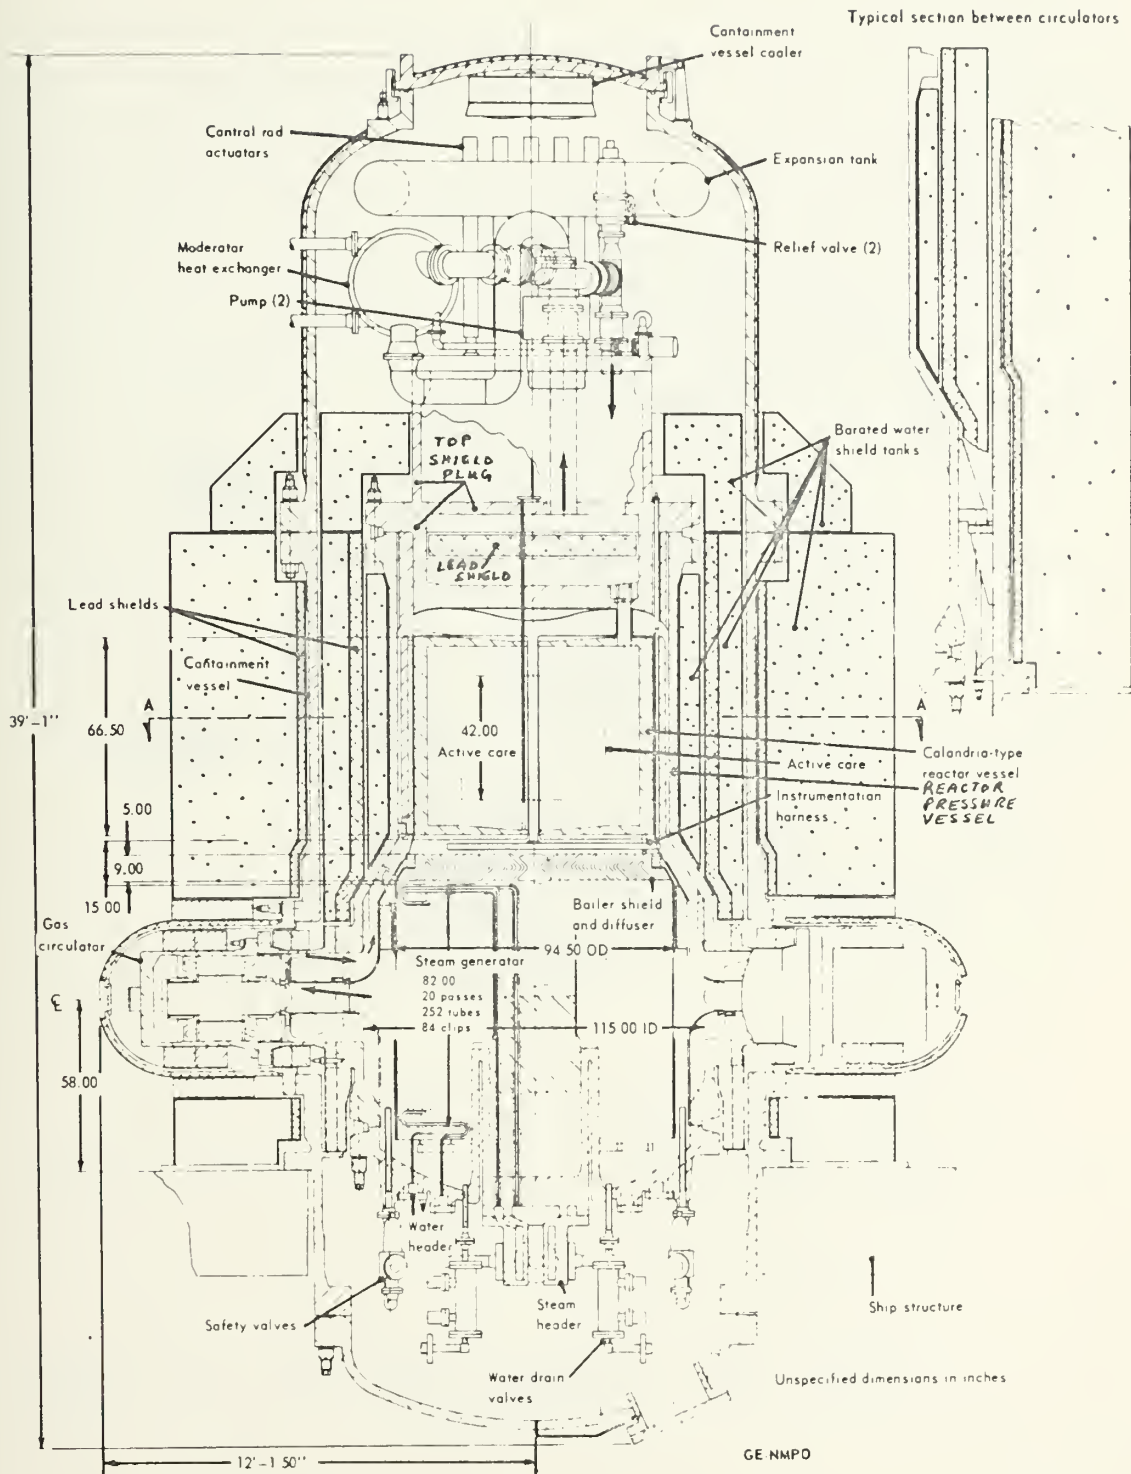 Typical section between circulators
Containment
vessel cooler
Control rod
actuators
Expansion tank
Moderator
heat exchanger
Relief valve (2)
Pump (2)
Borated water
shield tanks
TOP
SHIELD
PLUG
LEAD
SHIELD
Lead shields
Containment
vessel
39'-1"
A
A
66.50
42.00
Active core
Active core
Calandria-type
reactor vessel
REACTOR
PRESSURE
VESSEL
Instrumentation
harness
5.00
9.00
15.00
Boiler shield
and diffuser
Gas
circulator
94.50 OD
Steam generator
82.00
20 passes
252 tubes
84 clips
℄
115.00 ID
58.00
Water
header
Steam
header
Ship structure
Safety valves
Water drain
valves
Unspecified dimensions in inches
GE-NMPO
12'-1.50"